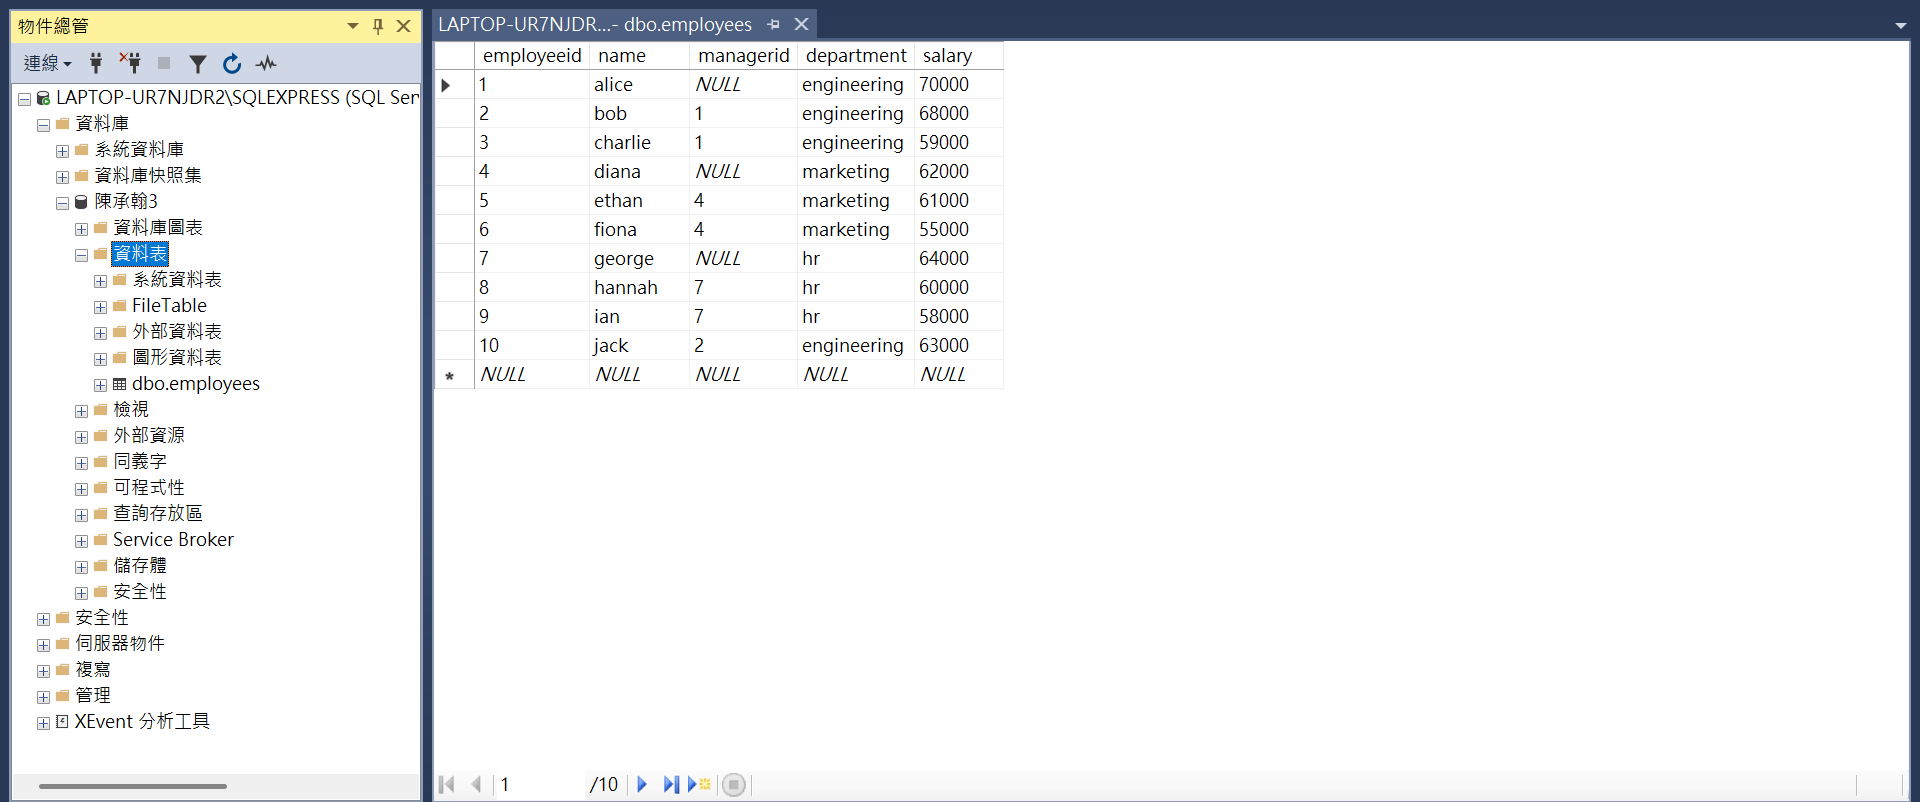 物件總管
連線
LAPTOP-UR7NJDR2\SQLEXPRESS (SQL Ser
資料庫
系統資料庫
資料庫快照集
陳承翰3
資料庫圖表
資料表
系統資料表
FileTable
外部資料表
圖形資料表
dbo.employees
檢視
外部資源
同義字
可程式性
查詢存放區
Service Broker
儲存體
安全性
安全性
伺服器物件
複寫
管理
XEvent 分析工具
LAPTOP-UR7NJDR...- dbo.employees
employeeid name managerid department salary
1 alice NULL engineering 70000
2 bob 1 engineering 68000
3 charlie 1 engineering 59000
4 diana NULL marketing 62000
5 ethan 4 marketing 61000
6 fiona 4 marketing 55000
7 george NULL hr 64000
8 hannah 7 hr 60000
9 ian 7 hr 58000
10 jack 2 engineering 63000
* NULL NULL NULL NULL NULL
1 /10